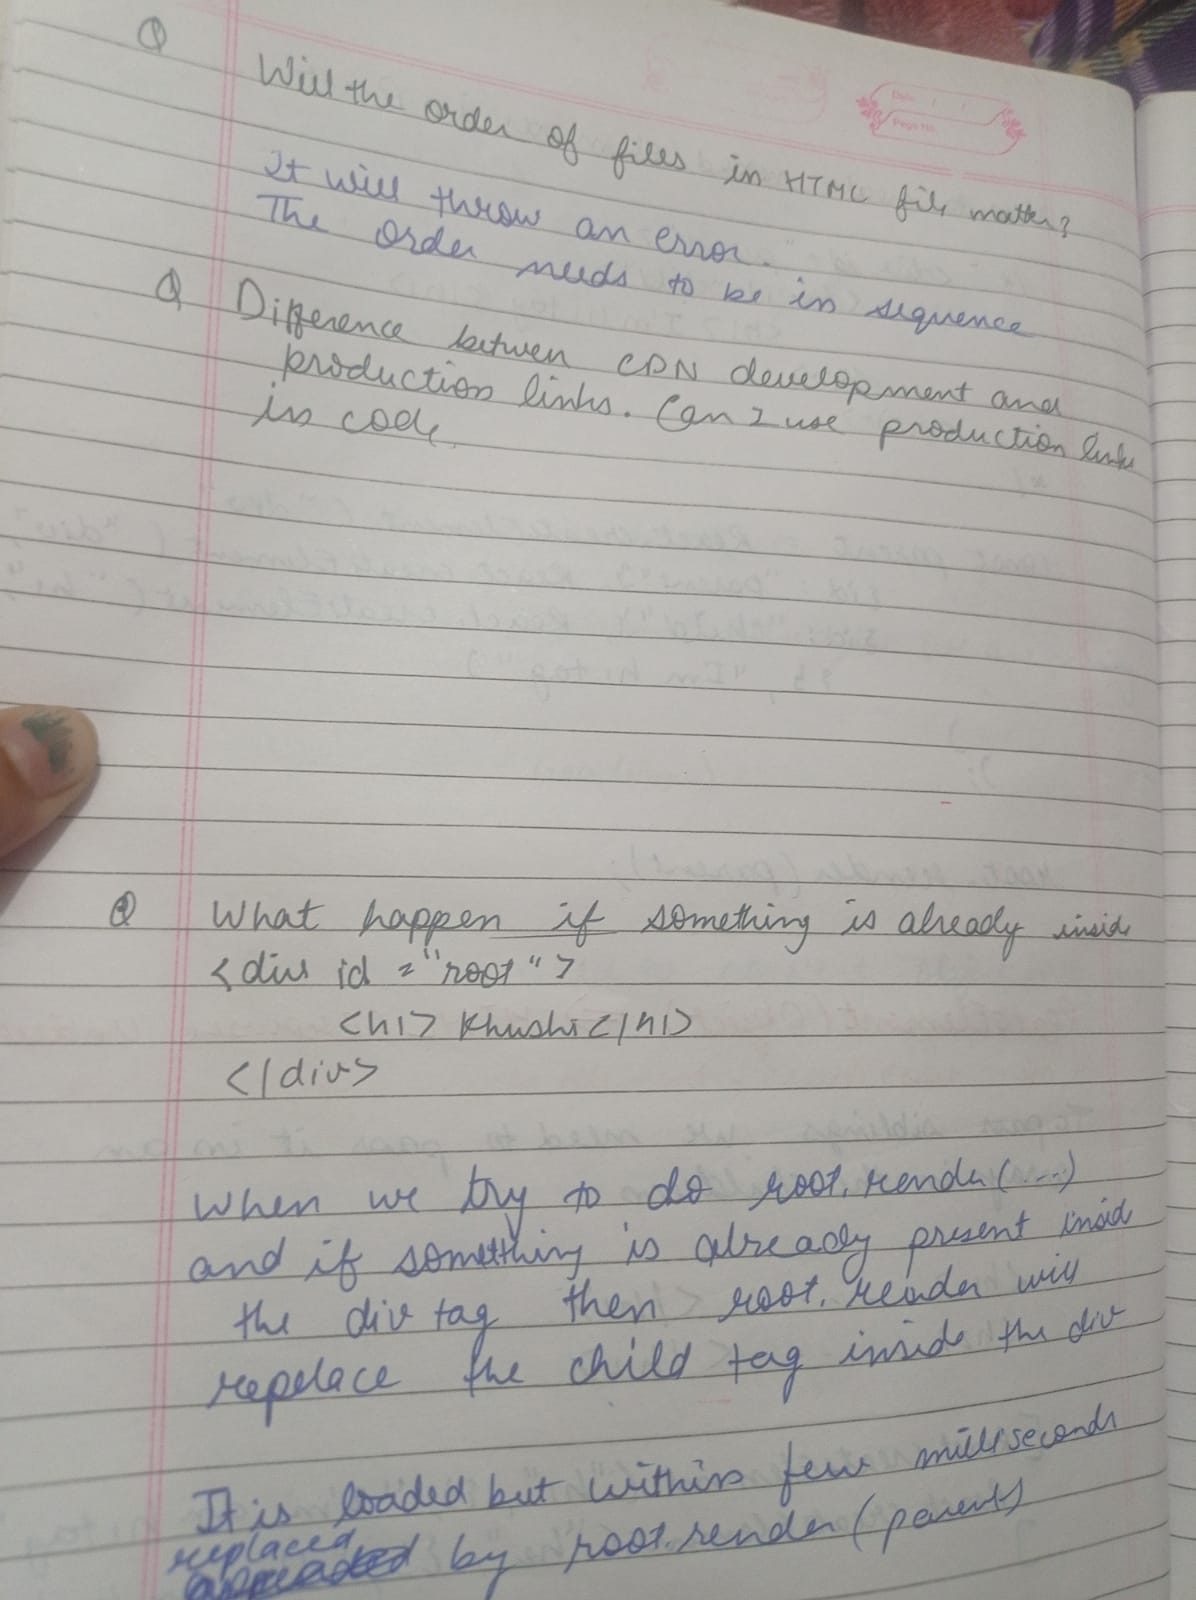 Q Will the order of files in HTML file matter?
It will throw an error.
The order needs to be in sequence
Q Difference betwen CDN development and
production links. Can I use production links
in code.
Q What happen if something is already inside
<div id = "root">
<h1> Khushi </h1>
</div>
When we try to do root.render(...)
and if something is already present insid
the div tag then root.render will
repelace the child tag inside the div
It is loaded but within few milliseconds
replaced
by root.render(parent)